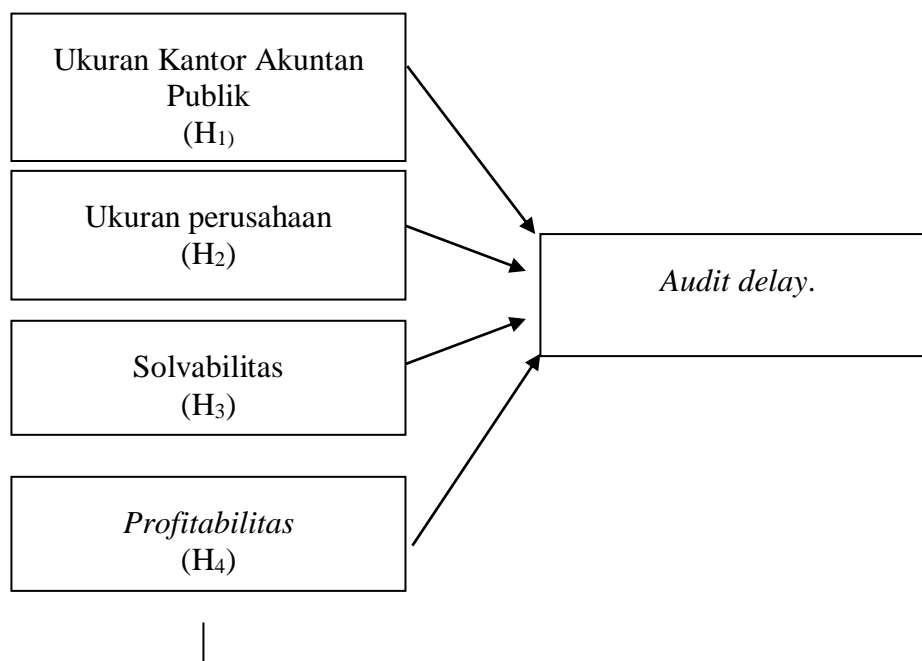 Ukuran Kantor Akuntan
Publik
(H₁)
Ukuran perusahaan
(H₂)
Solvabilitas
(H₃)
Profitabilitas
(H₄)
Audit delay.